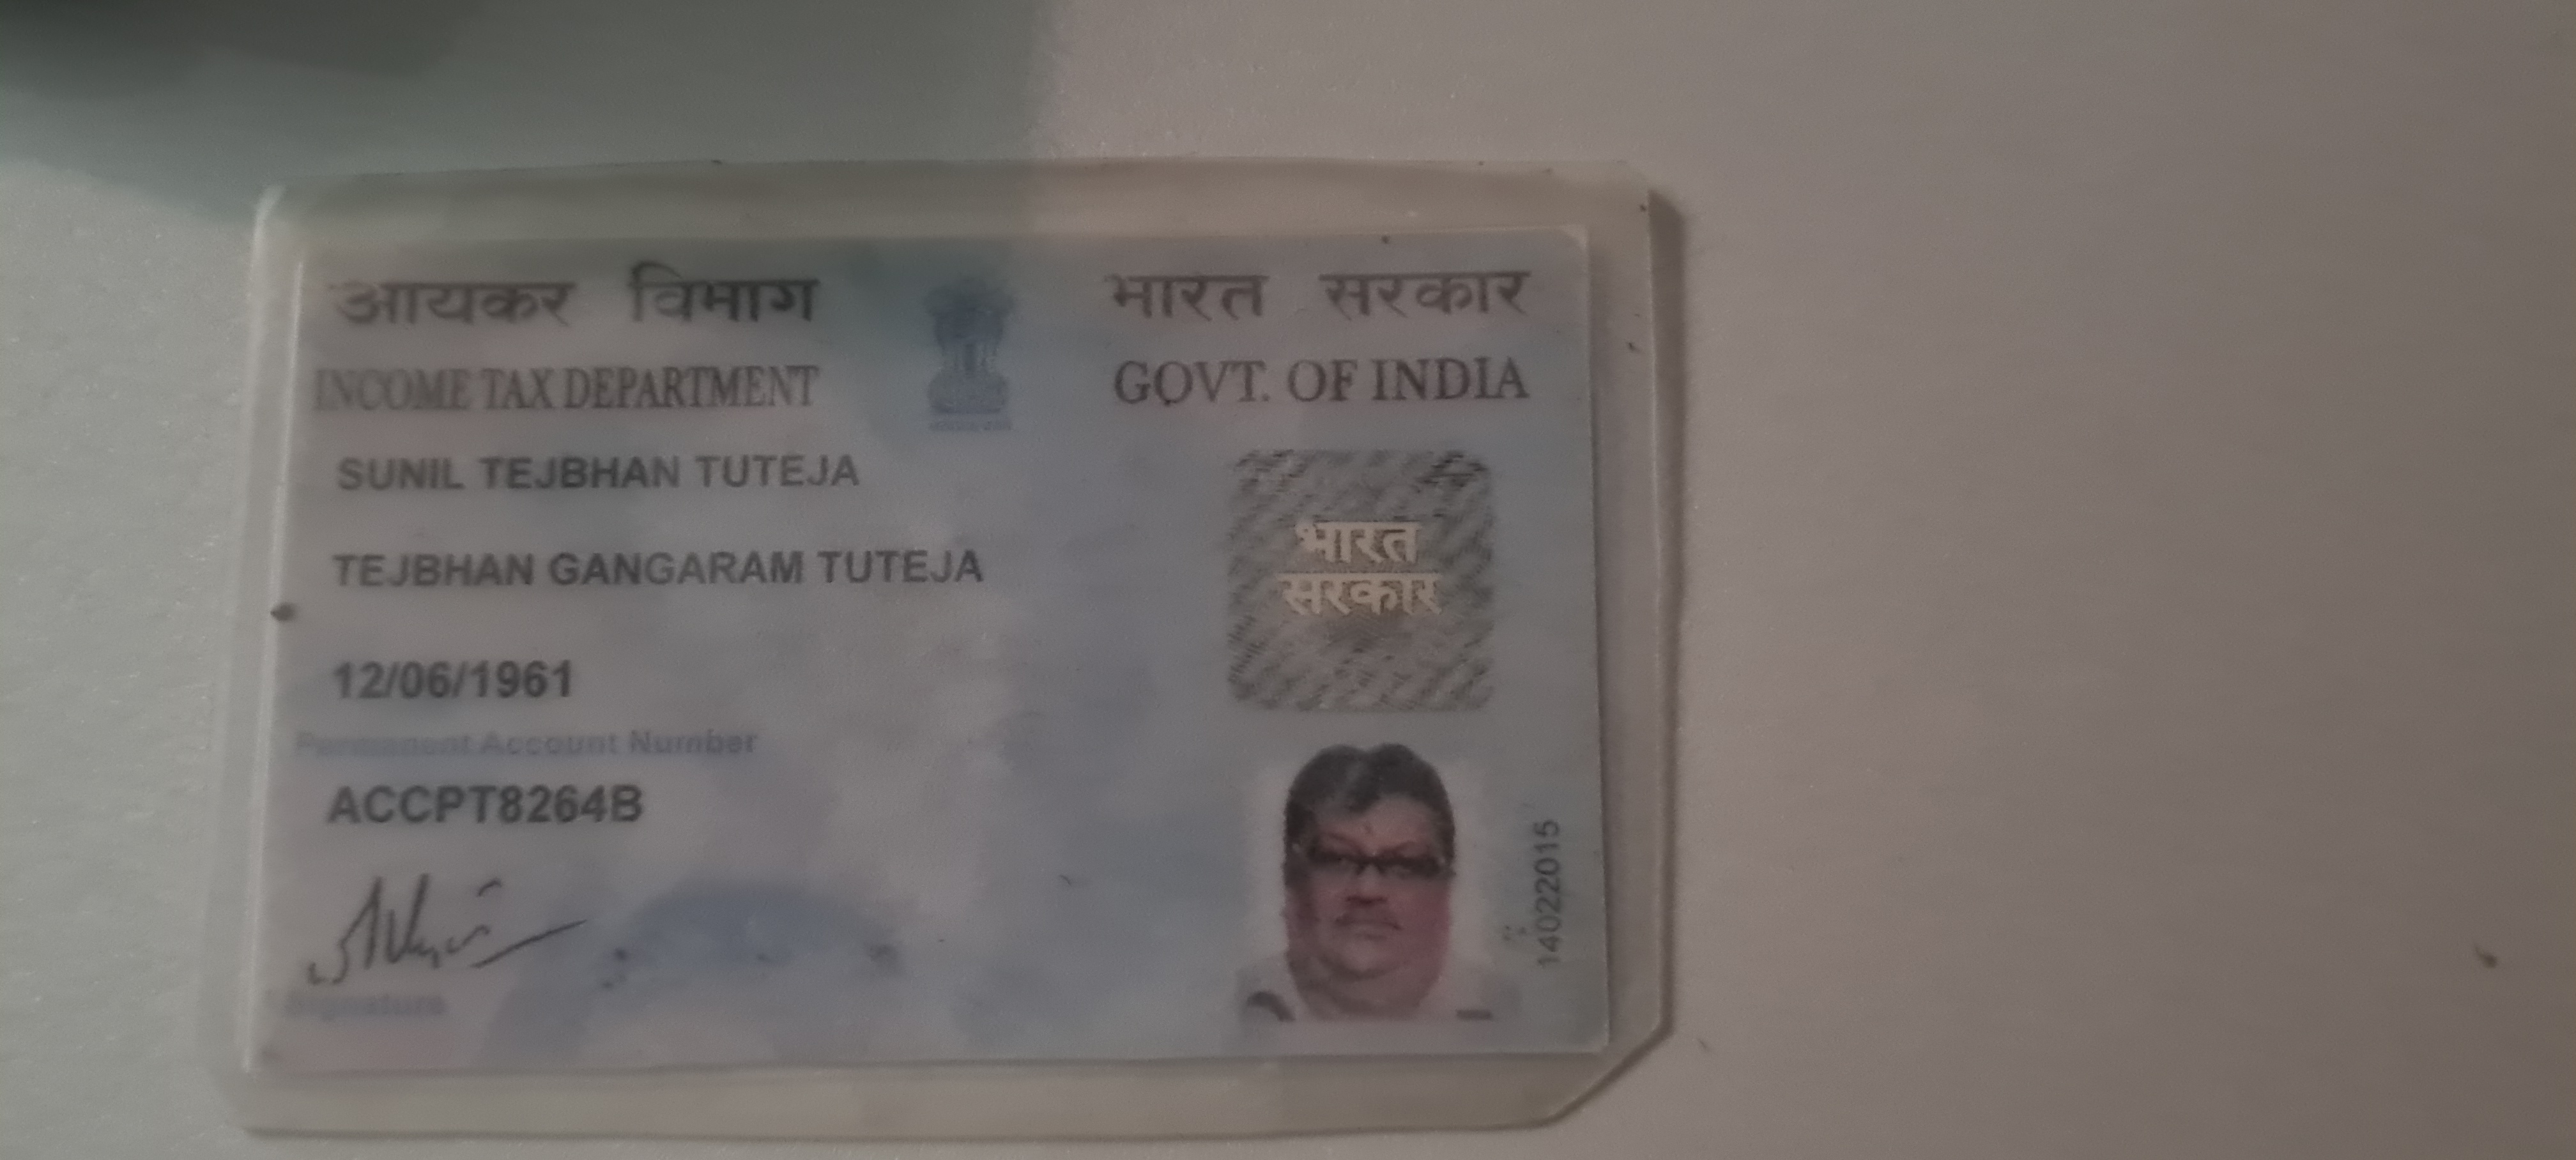 आयकर विभाग
INCOME TAX DEPARTMENT
भारत सरकार
GOVT. OF INDIA
SUNIL TEJBHAN TUTEJA
TEJBHAN GANGARAM TUTEJA
12/06/1961
Permanent Account Number
ACCPT8264B
Signature
भारत
सरकार
14022015